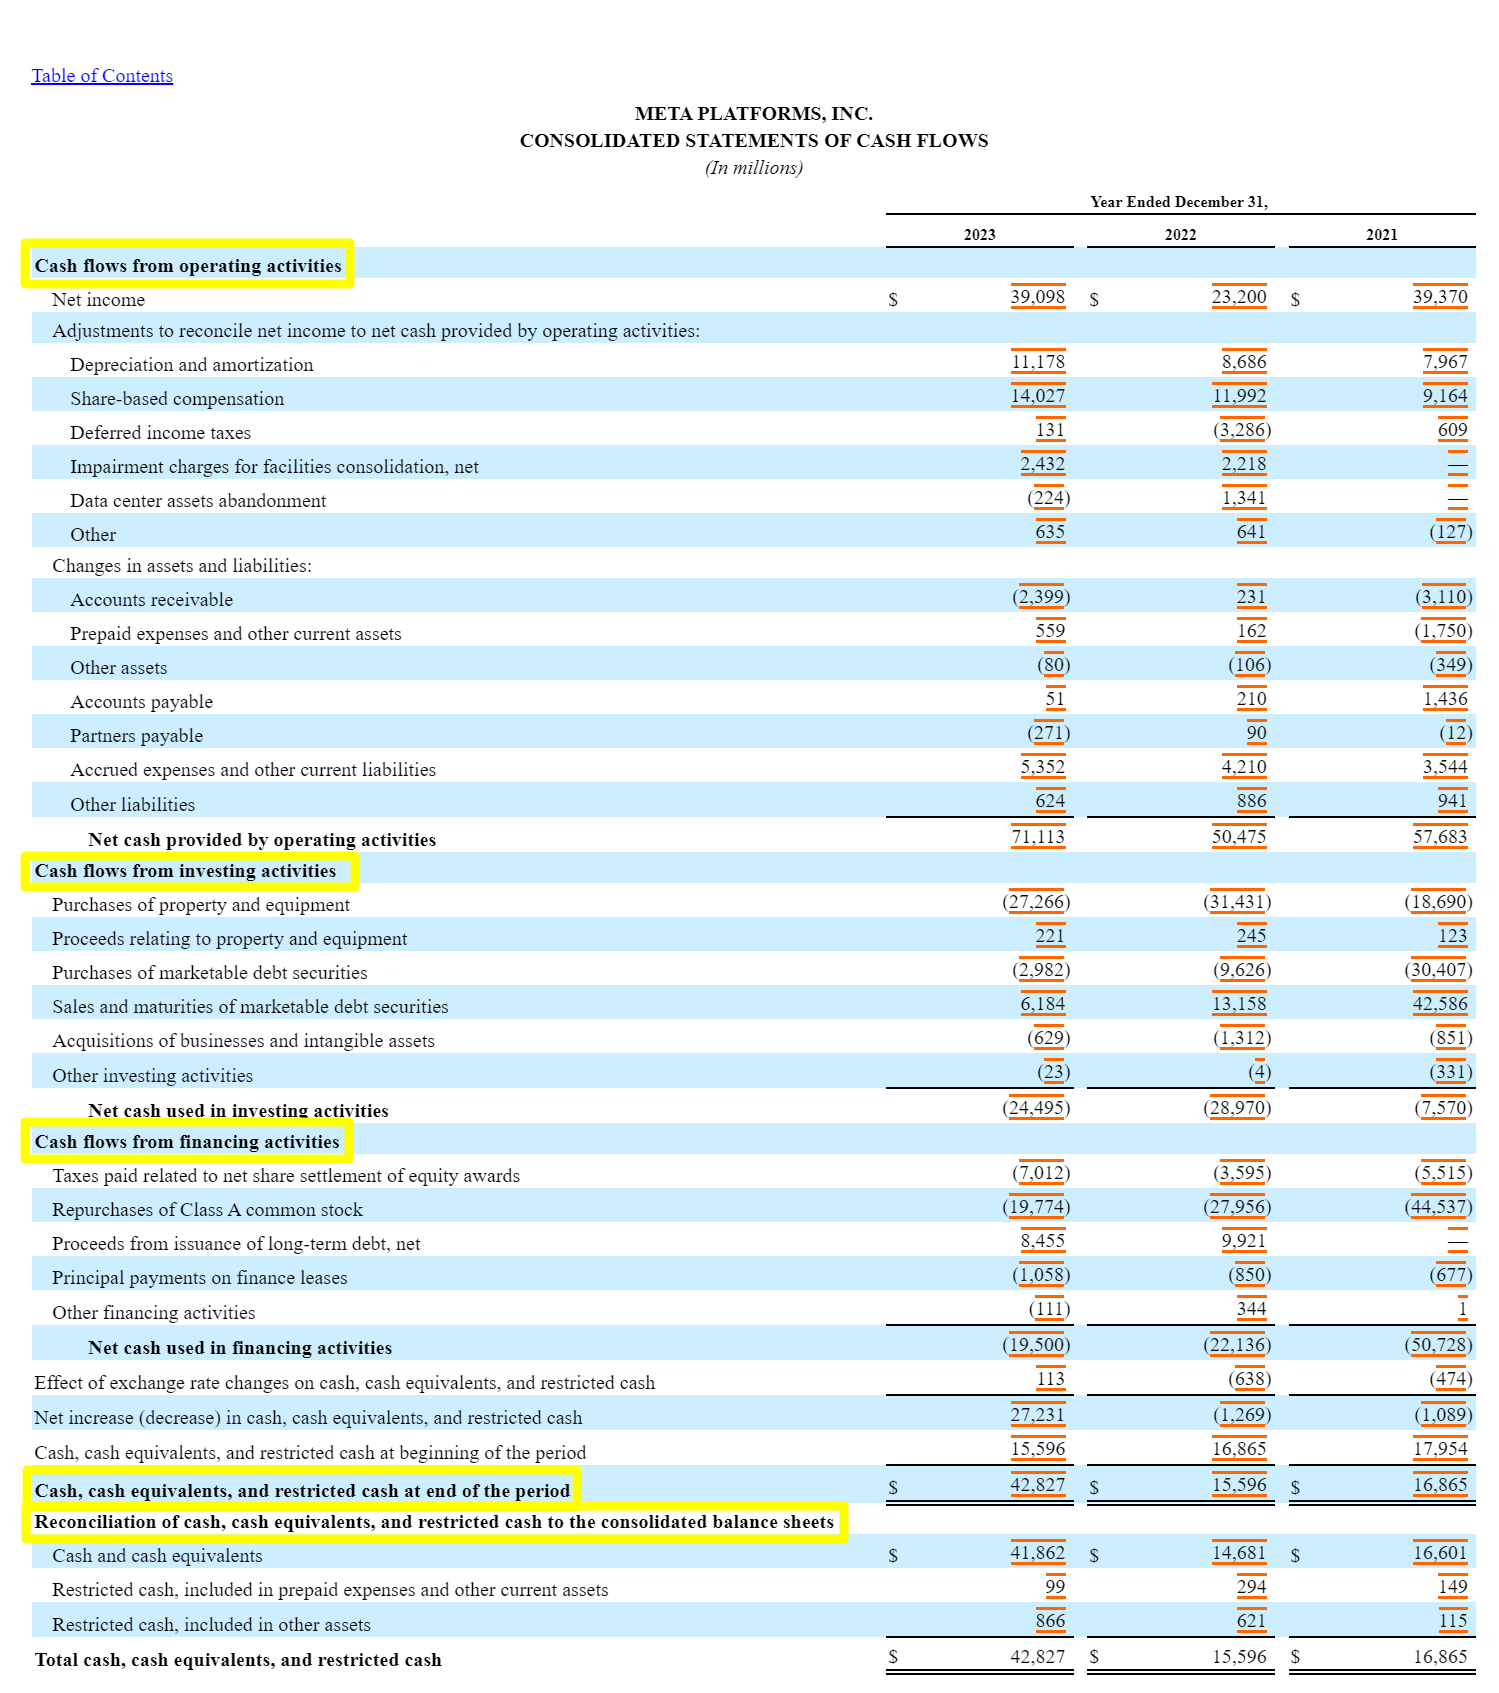 Table of Contents
META PLATFORMS, INC.
CONSOLIDATED STATEMENTS OF CASH FLOWS
(In millions)
Year Ended December 31,
2023 2022 2021
Cash flows from operating activities
Net income $ 39,098 $ 23,200 $ 39,370
Adjustments to reconcile net income to net cash provided by operating activities:
Depreciation and amortization 11,178 8,686 7,967
Share-based compensation 14,027 11,992 9,164
Deferred income taxes 131 (3,286) 609
Impairment charges for facilities consolidation, net 2,432 2,218 —
Data center assets abandonment (224) 1,341 —
Other 635 641 (127)
Changes in assets and liabilities:
Accounts receivable (2,399) 231 (3,110)
Prepaid expenses and other current assets 559 162 (1,750)
Other assets (80) (106) (349)
Accounts payable 51 210 1,436
Partners payable (271) 90 (12)
Accrued expenses and other current liabilities 5,352 4,210 3,544
Other liabilities 624 886 941
Net cash provided by operating activities 71,113 50,475 57,683
Cash flows from investing activities
Purchases of property and equipment (27,266) (31,431) (18,690)
Proceeds relating to property and equipment 221 245 123
Purchases of marketable debt securities (2,982) (9,626) (30,407)
Sales and maturities of marketable debt securities 6,184 13,158 42,586
Acquisitions of businesses and intangible assets (629) (1,312) (851)
Other investing activities (23) (4) (331)
Net cash used in investing activities (24,495) (28,970) (7,570)
Cash flows from financing activities
Taxes paid related to net share settlement of equity awards (7,012) (3,595) (5,515)
Repurchases of Class A common stock (19,774) (27,956) (44,537)
Proceeds from issuance of long-term debt, net 8,455 9,921 —
Principal payments on finance leases (1,058) (850) (677)
Other financing activities (111) 344 1
Net cash used in financing activities (19,500) (22,136) (50,728)
Effect of exchange rate changes on cash, cash equivalents, and restricted cash 113 (638) (474)
Net increase (decrease) in cash, cash equivalents, and restricted cash 27,231 (1,269) (1,089)
Cash, cash equivalents, and restricted cash at beginning of the period 15,596 16,865 17,954
Cash, cash equivalents, and restricted cash at end of the period $ 42,827 $ 15,596 $ 16,865
Reconciliation of cash, cash equivalents, and restricted cash to the consolidated balance sheets
Cash and cash equivalents $ 41,862 $ 14,681 $ 16,601
Restricted cash, included in prepaid expenses and other current assets 99 294 149
Restricted cash, included in other assets 866 621 115
Total cash, cash equivalents, and restricted cash $ 42,827 $ 15,596 $ 16,865